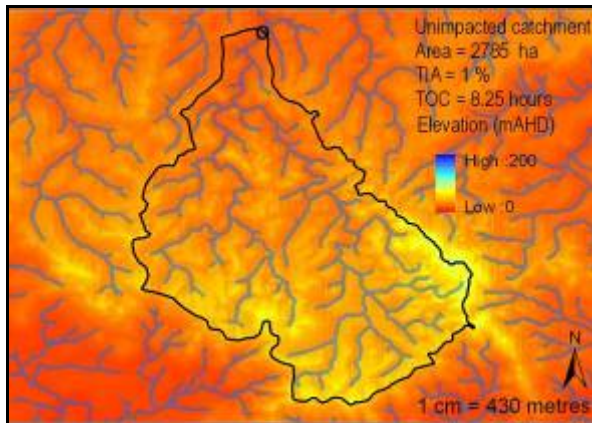 Unimpacted catchment
Area = 2785 ha
TIA = 1 %
TOC = 8.25 hours
Elevation (mAHD)
High :200
Low :0
N
1 cm = 430 metres